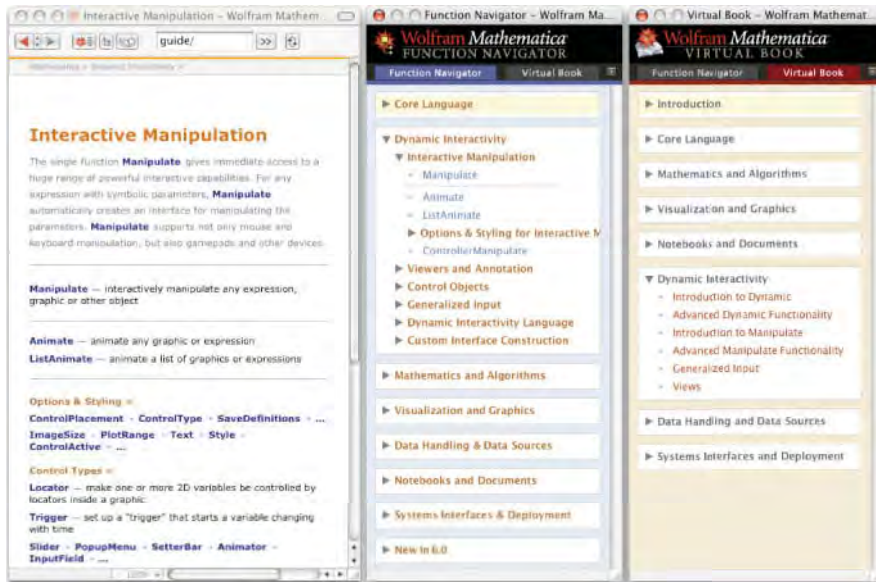 Interactive Manipulation – Wolfram Mathem
guide/
>>
Interactive Manipulation
The single function Manipulate gives immediate access to a
huge range of powerful interactive capabilities. For any
expression with symbolic parameters, Manipulate
automatically creates an interface for manipulating the
parameters. Manipulate supports not only mouse and
keyboard manipulation, but also gamepads and other devices.
Manipulate — interactively manipulate any expression,
graphic or other object
Animate — animate any graphic or expression
ListAnimate — animate a list of graphics or expressions
Options & Styling »
ControlPlacement ▪ ControlType ▪ SaveDefinitions ▪ ...
ImageSize ▪ PlotRange ▪ Text ▪ Style ▪
ControlActive ▪ ...
Control Types »
Locator — make one or more 2D variables be controlled by
locators inside a graphic
Trigger — set up a "trigger" that starts a variable changing
with time
Slider ▪ PopupMenu ▪ SetterBar ▪ Animator ▪
InputField ▪ ...
Function Navigator – Wolfram Ma...
Wolfram Mathematica
FUNCTION NAVIGATOR
Function Navigator Virtual Book
Core Language
Dynamic Interactivity
Interactive Manipulation
Manipulate
Animate
ListAnimate
Options & Styling for Interactive M
ControllerManipulate
Viewers and Annotation
Control Objects
Generalized Input
Dynamic Interactivity Language
Custom Interface Construction
Mathematics and Algorithms
Visualization and Graphics
Data Handling & Data Sources
Notebooks and Documents
Systems Interfaces & Deployment
New in 6.0
Virtual Book – Wolfram Mathemat...
Wolfram Mathematica
VIRTUAL BOOK
Function Navigator Virtual Book
Introduction
Core Language
Mathematics and Algorithms
Visualization and Graphics
Notebooks and Documents
Dynamic Interactivity
Introduction to Dynamic
Advanced Dynamic Functionality
Introduction to Manipulate
Advanced Manipulate Functionality
Generalized Input
Views
Data Handling and Data Sources
Systems Interfaces and Deployment